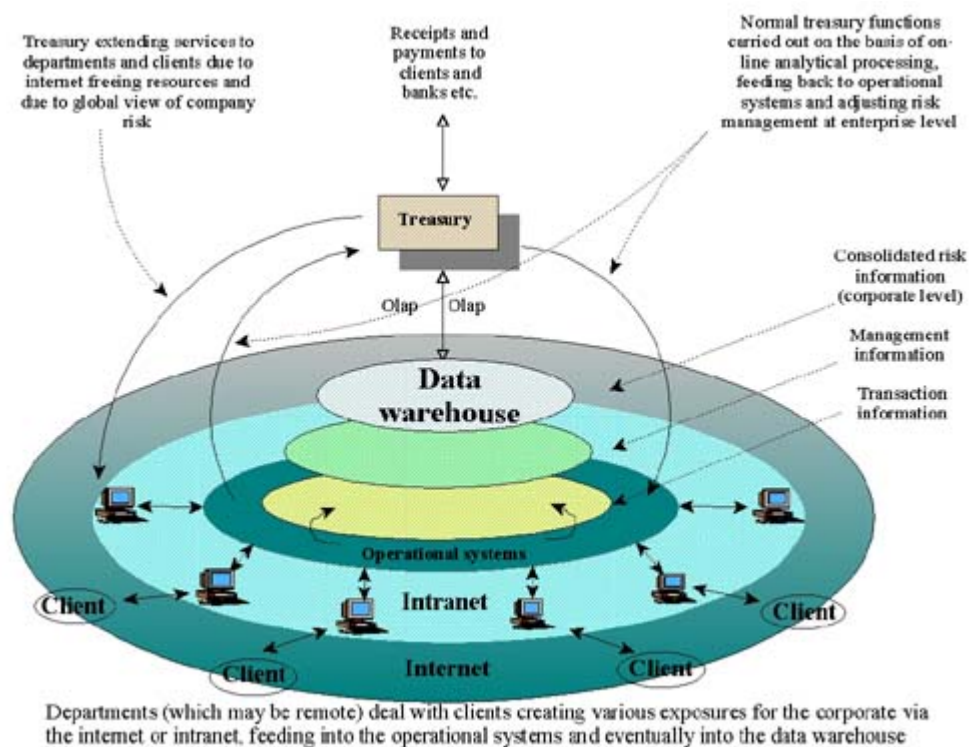 Treasury extending services to
departments and clients due to
internet freeing resources and
due to global view of company
risk
Receipts and
payments to
clients and
banks etc.
Normal treasury functions
carried out on the basis of on-
line analytical processing,
feeding back to operational
systems and adjusting risk
management at enterprise level
Treasury
Olap Olap
Consolidated risk
information
(corporate level)
Management
information
Transaction
information
Data
warehouse
Operational systems
Intranet
Client
Client
Client
Client
Internet
Departments (which may be remote) deal with clients creating various exposures for the corporate via
the internet or intranet, feeding into the operational systems and eventually into the data warehouse